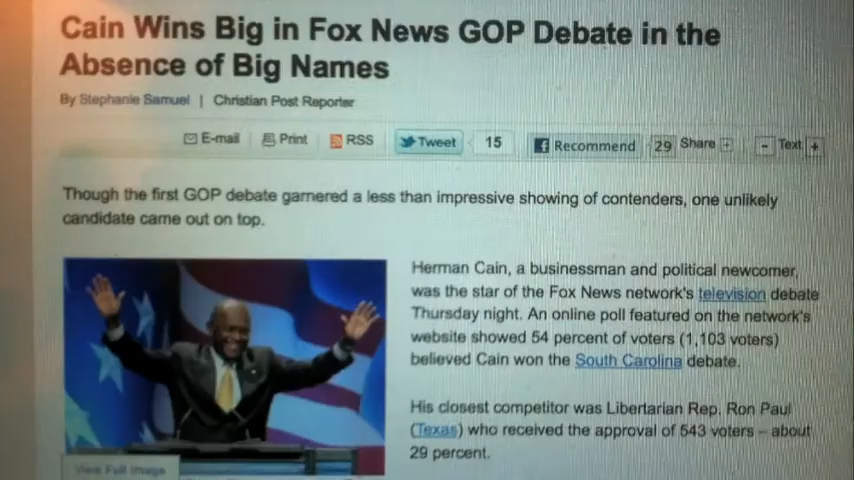 Cain Wins Big in Fox News GOP Debate in the
Absence of Big Names
By Stephanie Samuel | Christian Post Reporter
E-mail | Print | RSS Tweet 15 Recommend 29 Share + - Text +
Though the first GOP debate garnered a less than impressive showing of contenders, one unlikely
candidate came out on top.
Herman Cain, a businessman and political newcomer,
was the star of the Fox News network's television debate
Thursday night. An online poll featured on the network's
website showed 54 percent of voters (1,103 voters)
believed Cain won the South Carolina debate.
His closest competitor was Libertarian Rep. Ron Paul
(Texas) who received the approval of 543 voters – about
29 percent.
View Full Image